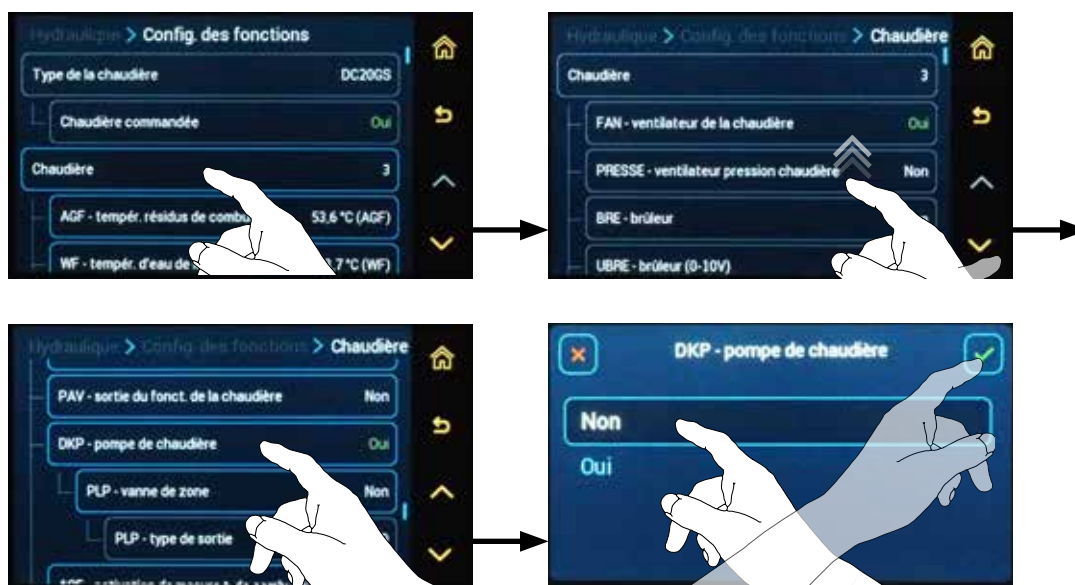 Hydraulique > Config. des fonctions
Type de la chaudière DC20GS
Chaudière commandée Oui
Chaudière 3
AGF - tempér. résidus de 53,6 °C (AGF)
WF - tempér. d'eau de 7 °C (WF)
Hydraulique > Config. des fonctions > Chaudière
Chaudière 3
FAN - ventilateur de la chaudière Oui
PRESSE - ventilateur pression chaudière Non
BRE - brûleur
UBRE - brûleur (0-10V)
Hydraulique > Config. des fonctions > Chaudière
PAV - sortie du fonct. de la chaudière Non
DKP - pompe de chaudière Oui
PLP - vanne de zone Non
PLP - type de sortie
DKP - pompe de chaudière
Non
Oui